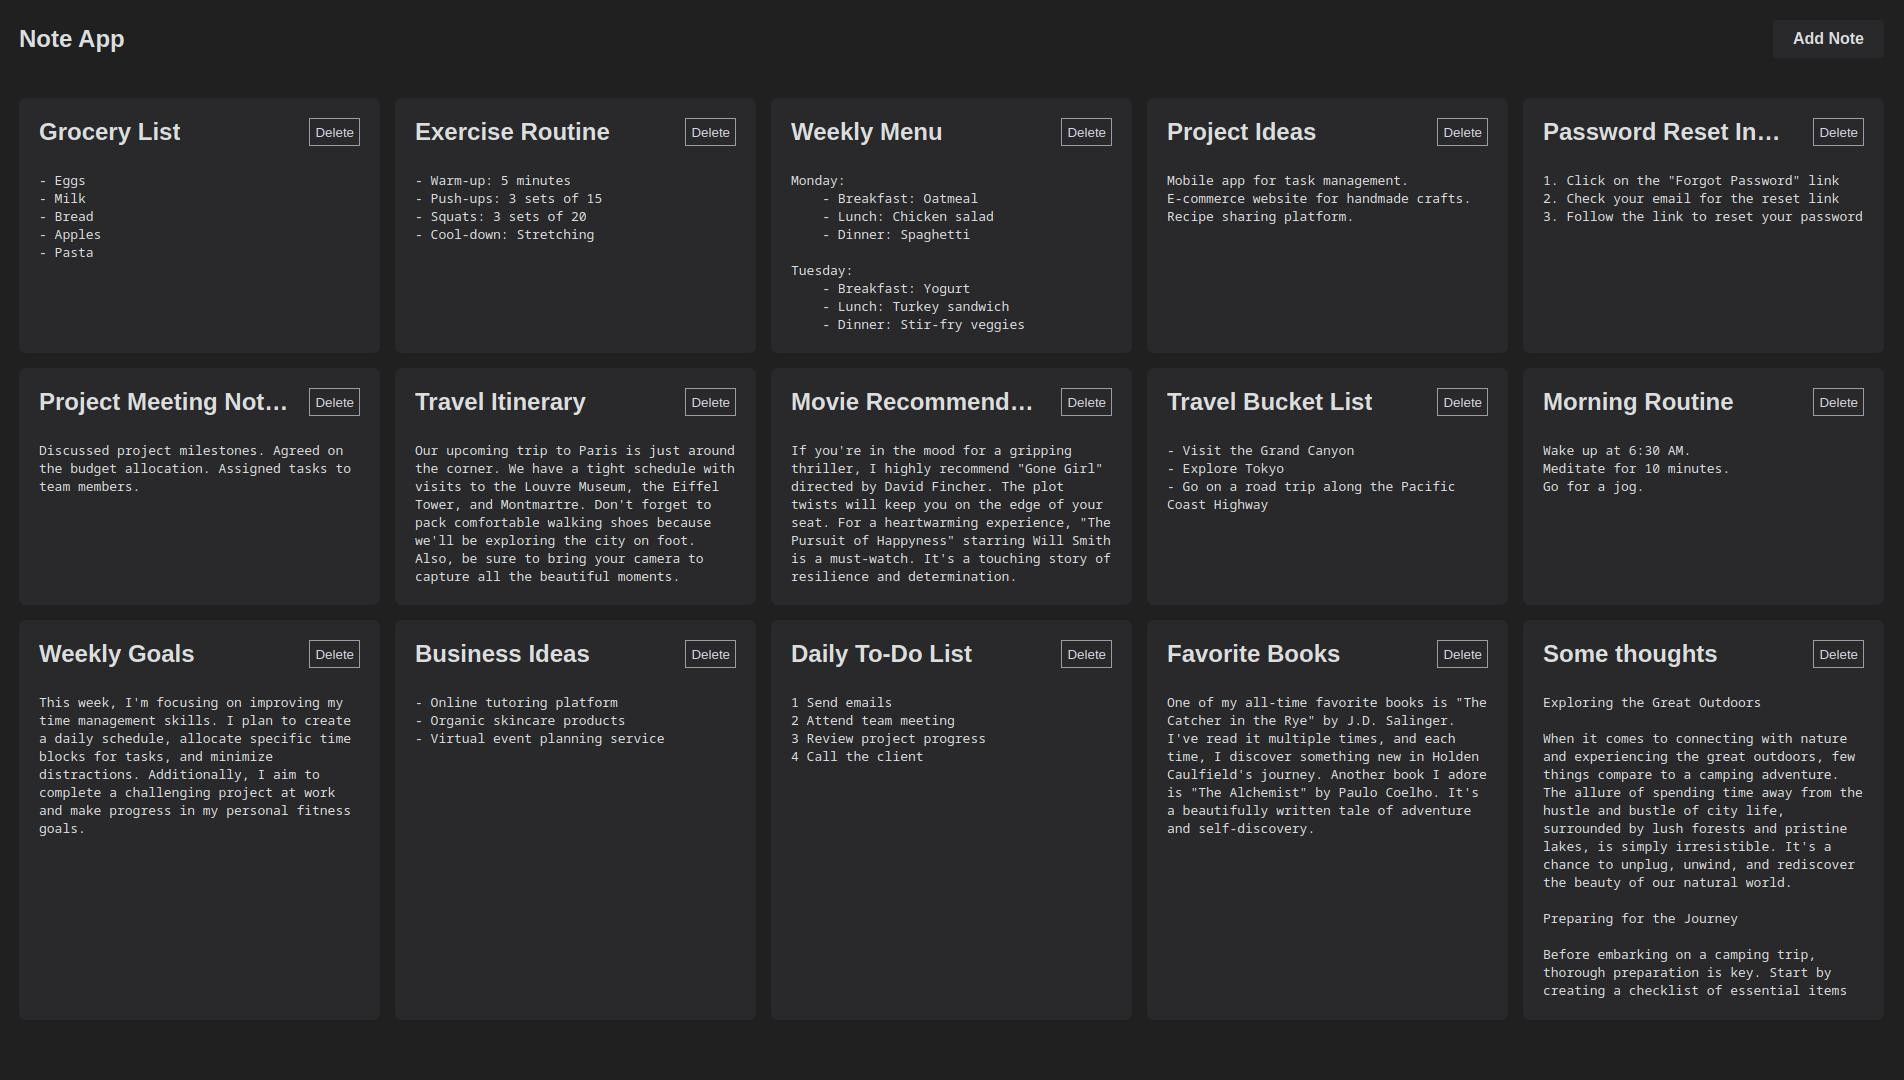 Note App
Add Note
Grocery List
Delete
- Eggs
- Milk
- Bread
- Apples
- Pasta
Exercise Routine
Delete
- Warm-up: 5 minutes
- Push-ups: 3 sets of 15
- Squats: 3 sets of 20
- Cool-down: Stretching
Weekly Menu
Delete
Monday:
    - Breakfast: Oatmeal
    - Lunch: Chicken salad
    - Dinner: Spaghetti
Tuesday:
    - Breakfast: Yogurt
    - Lunch: Turkey sandwich
    - Dinner: Stir-fry veggies
Project Ideas
Delete
Mobile app for task management.
E-commerce website for handmade crafts.
Recipe sharing platform.
Password Reset In...
Delete
1. Click on the "Forgot Password" link
2. Check your email for the reset link
3. Follow the link to reset your password
Project Meeting Not...
Delete
Discussed project milestones. Agreed on
the budget allocation. Assigned tasks to
team members.
Travel Itinerary
Delete
Our upcoming trip to Paris is just around
the corner. We have a tight schedule with
visits to the Louvre Museum, the Eiffel
Tower, and Montmartre. Don't forget to
pack comfortable walking shoes because
we'll be exploring the city on foot.
Also, be sure to bring your camera to
capture all the beautiful moments.
Movie Recommend...
Delete
If you're in the mood for a gripping
thriller, I highly recommend "Gone Girl"
directed by David Fincher. The plot
twists will keep you on the edge of your
seat. For a heartwarming experience, "The
Pursuit of Happyness" starring Will Smith
is a must-watch. It's a touching story of
resilience and determination.
Travel Bucket List
Delete
- Visit the Grand Canyon
- Explore Tokyo
- Go on a road trip along the Pacific
Coast Highway
Morning Routine
Delete
Wake up at 6:30 AM.
Meditate for 10 minutes.
Go for a jog.
Weekly Goals
Delete
This week, I'm focusing on improving my
time management skills. I plan to create
a daily schedule, allocate specific time
blocks for tasks, and minimize
distractions. Additionally, I aim to
complete a challenging project at work
and make progress in my personal fitness
goals.
Business Ideas
Delete
- Online tutoring platform
- Organic skincare products
- Virtual event planning service
Daily To-Do List
Delete
1 Send emails
2 Attend team meeting
3 Review project progress
4 Call the client
Favorite Books
Delete
One of my all-time favorite books is "The
Catcher in the Rye" by J.D. Salinger.
I've read it multiple times, and each
time, I discover something new in Holden
Caulfield's journey. Another book I adore
is "The Alchemist" by Paulo Coelho. It's
a beautifully written tale of adventure
and self-discovery.
Some thoughts
Delete
Exploring the Great Outdoors
When it comes to connecting with nature
and experiencing the great outdoors, few
things compare to a camping adventure.
The allure of spending time away from the
hustle and bustle of city life,
surrounded by lush forests and pristine
lakes, is simply irresistible. It's a
chance to unplug, unwind, and rediscover
the beauty of our natural world.
Preparing for the Journey
Before embarking on a camping trip,
thorough preparation is key. Start by
creating a checklist of essential items